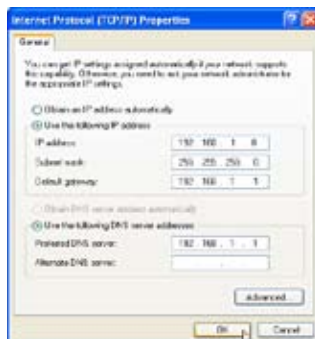 Internet Protocol (TCP/IP) Properties
General
You can get IP settings assigned automatically if your network supports
this capability. Otherwise, you need to ask your network administrator for
the appropriate IP settings.
Obtain an IP address automatically
Use the following IP address
IP address: 192 . 168 . 1
Subnet mask: 255 . 255 . 255 . 0
Default gateway: 192 . 168 . 1 . 1
Obtain DNS server address automatically
Use the following DNS server addresses
Preferred DNS server: 192 . 168 . 1 . 1
Alternate DNS server:
Advanced...
OK
Cancel